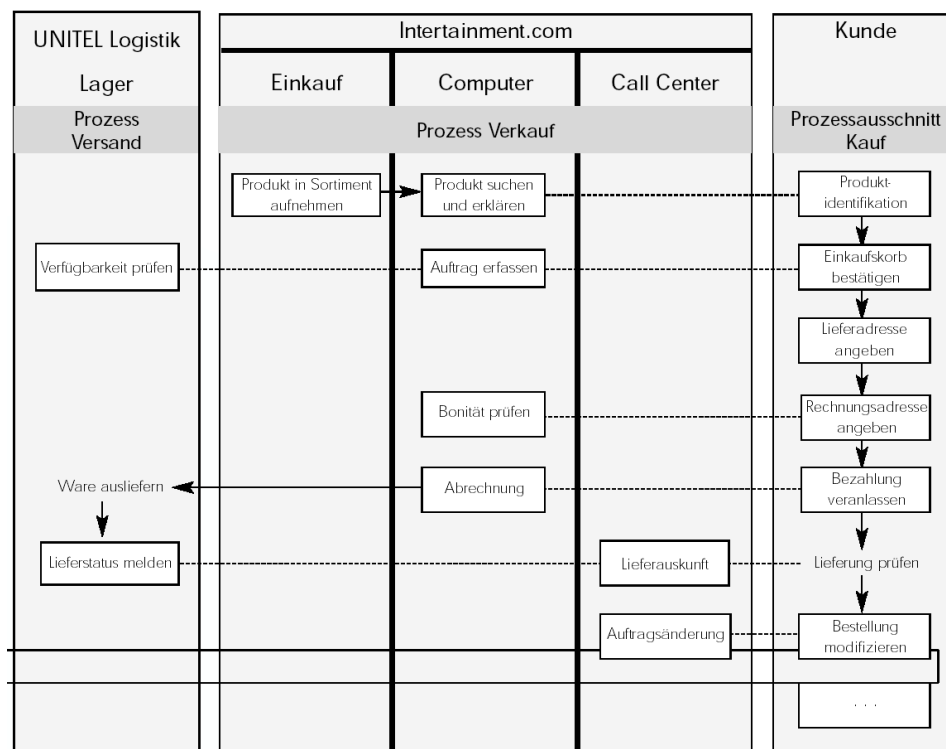 UNITEL Logistik
Intertainment.com
Kunde
Lager
Einkauf
Computer
Call Center
Prozess
Versand
Prozess Verkauf
Prozessausschnitt
Kauf
Produkt in Sortiment
aufnehmen
Produkt suchen
und erklären
Produkt-
identifikation
Verfügbarkeit prüfen
Auftrag erfassen
Einkaufskorb
bestätigen
Lieferadresse
angeben
Bonität prüfen
Rechnungsadresse
angeben
Ware ausliefern
Abrechnung
Bezahlung
veranlassen
Lieferstatus melden
Lieferauskunft
Lieferung prüfen
Auftragsänderung
Bestellung
modifizieren
. . .